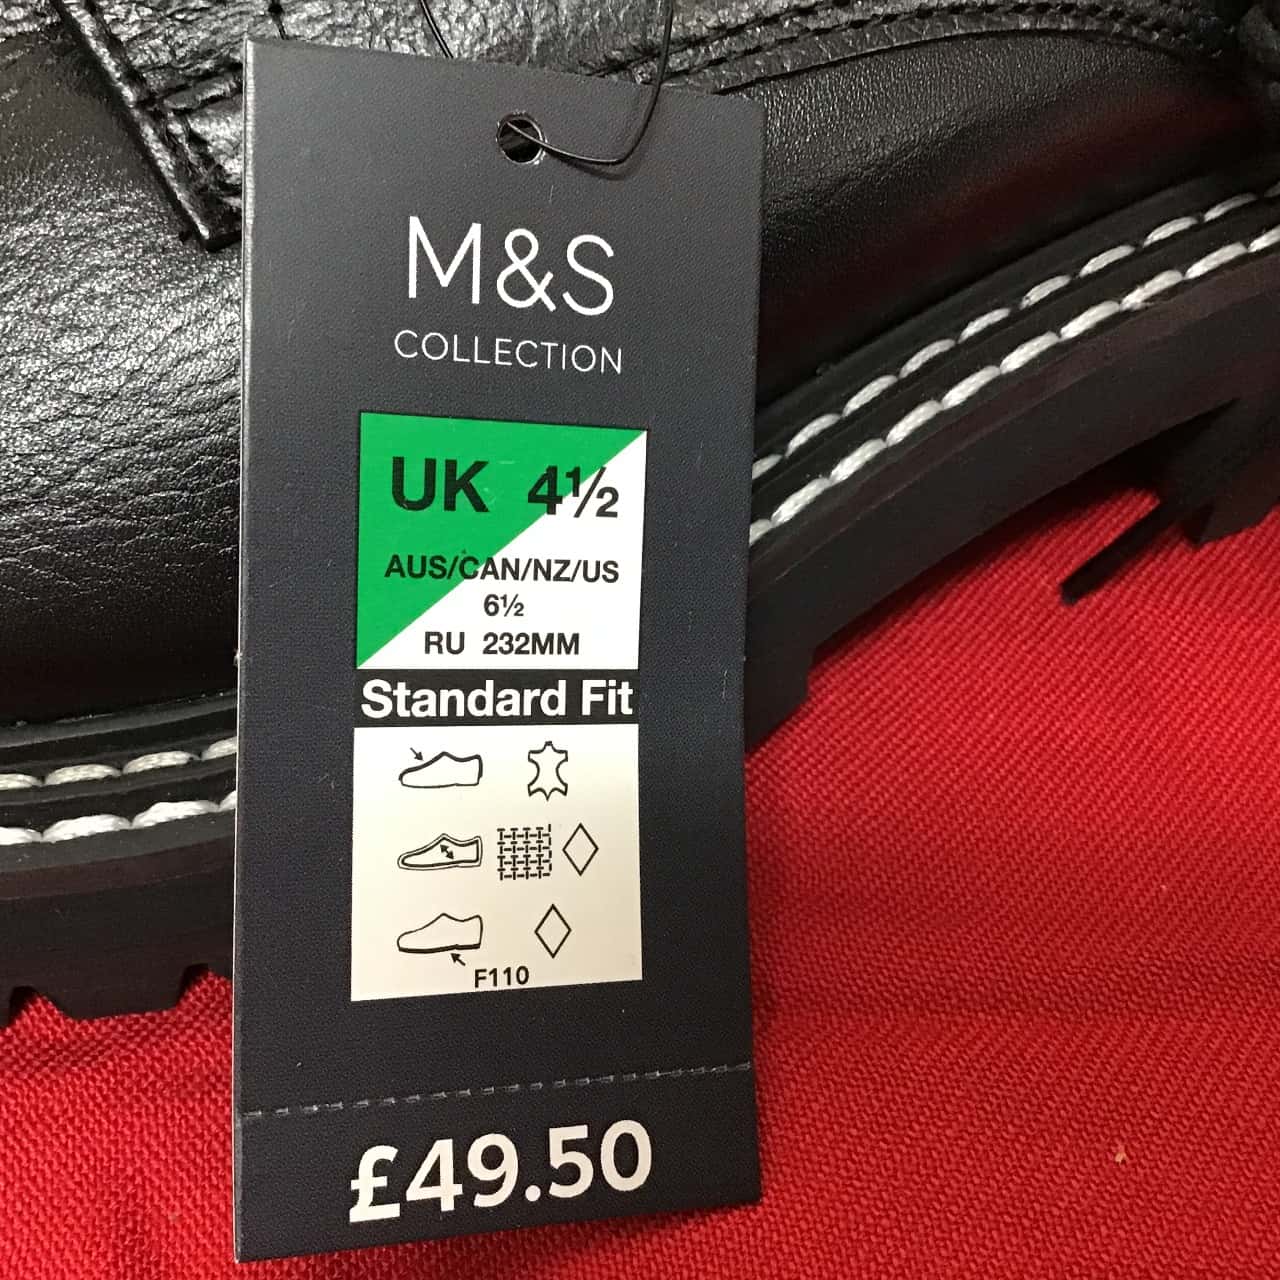 M&S
COLLECTION
UK 4½
AUS/CAN/NZ/US
6½
RU 232MM
Standard Fit
F110
£49.50